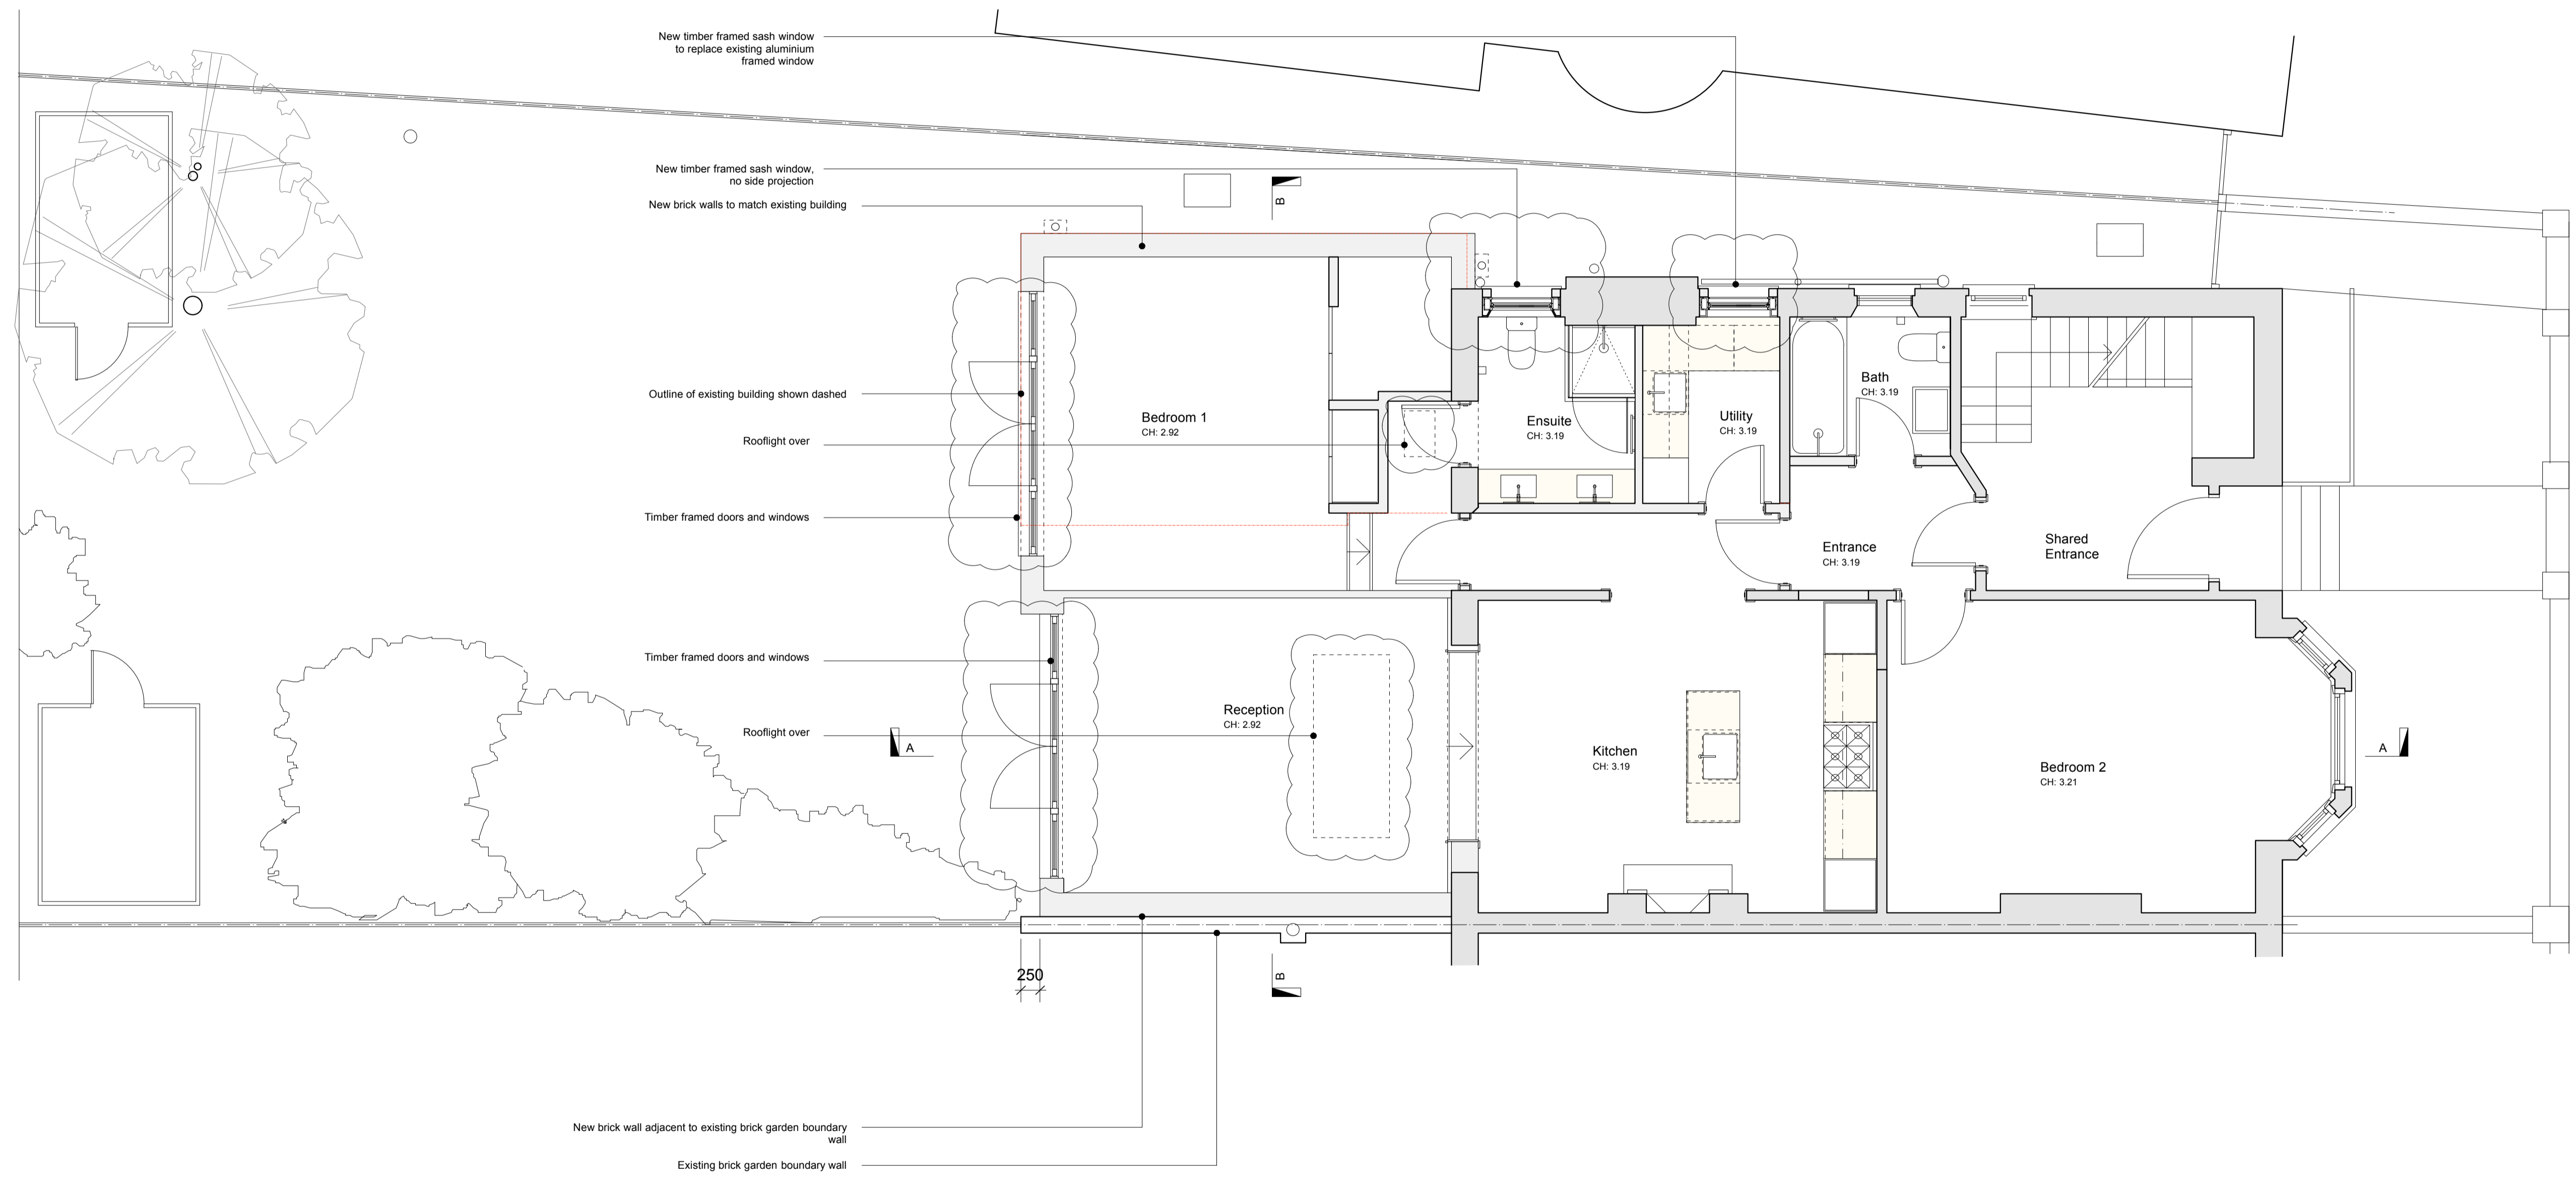 New timber framed sash window
to replace existing aluminium
framed window
New timber framed sash window,
no side projection
B
New brick walls to match existing building
Outline of existing building shown dashed
Bedroom 1
CH: 2.92
Rooflight over
Ensuite
CH: 3.19
Utility
CH: 3.19
Bath
CH: 3.19
Timber framed doors and windows
Entrance
CH: 3.19
Shared
Entrance
Timber framed doors and windows
Reception
CH: 2.92
Rooflight over
A
Kitchen
CH: 3.19
Bedroom 2
CH: 3.21
A
250
B
New brick wall adjacent to existing brick garden boundary
wall
Existing brick garden boundary wall